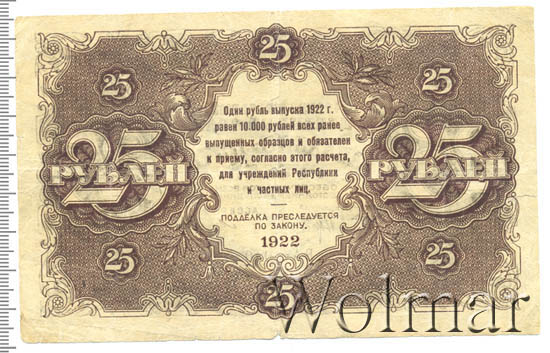 25
25 25
Один рубль выпуска 1922 г.
равен 10.000 рублей всех ранее
выпущенных образцов и обязателен
к приему, согласно этого расчета,
для учреждений Республики
и частных лиц.
25 РУБЛЕЙ 25 РУБЛЕЙ
ПОДДЕЛКА ПРЕСЛЕДУЕТСЯ
ПО ЗАКОНУ.
1922
25 25
25
Wolmar